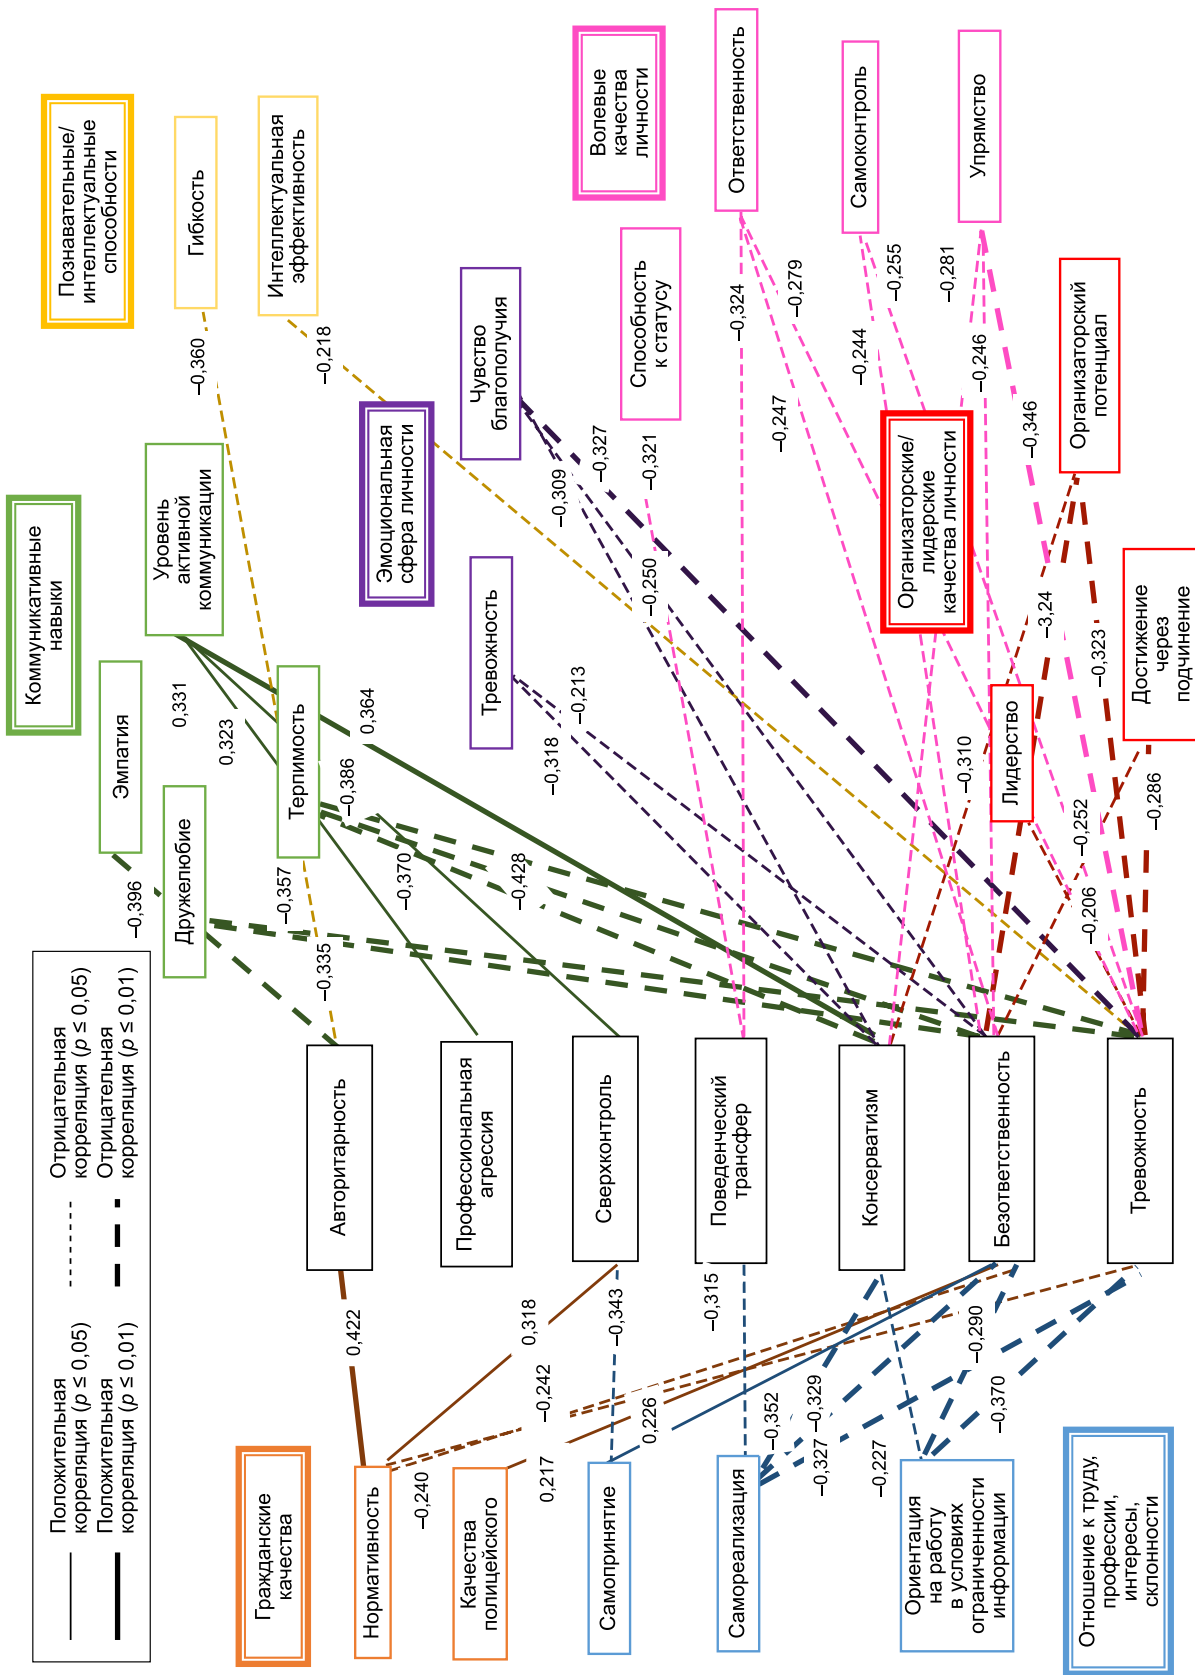 Положительная
корреляция (p ≤ 0,05)
Положительная
корреляция (p ≤ 0,01)
Отрицательная
корреляция (p ≤ 0,05)
Отрицательная
корреляция (p ≤ 0,01)
Коммуникативные
навыки
Познавательные/
интеллектуальные
способности
Эмпатия
Дружелюбие
Уровень
активной
коммуникации
Терпимость
Гибкость
Интеллектуальная
эффективность
Эмоциональная
сфера личности
Тревожность
Чувство
благополучия
Волевые
качества
личности
Способность
к статусу
Ответственность
Самоконтроль
Упрямство
Организаторские/
лидерские
качества личности
Лидерство
Организаторский
потенциал
Достижение
через
подчинение
Авторитарность
Профессиональная
агрессия
Сверхконтроль
Поведенческий
трансфер
Консерватизм
Безответственность
Тревожность
Гражданские
качества
Нормативность
Качества
полицейского
Самопринятие
Самореализация
Ориентация
на работу
в условиях
ограниченности
информации
Отношение к труду,
профессии,
интересы,
склонности
−0,396
0,331
0,323
−0,360
−0,218
−0,357
−0,335
0,364
−0,386
−0,370
−0,428
−0,318
−0,213
−0,309
−0,327
−0,250
−0,321
−0,324
−0,279
−0,247
−0,244
−0,255
−0,281
−0,246
−0,346
−3,24
−0,323
−0,310
−0,252
−0,206
−0,286
0,422
0,318
−0,242
−0,240
0,217
−0,343
0,226
−0,315
−0,352
−0,329
−0,327
−0,227
−0,290
−0,370